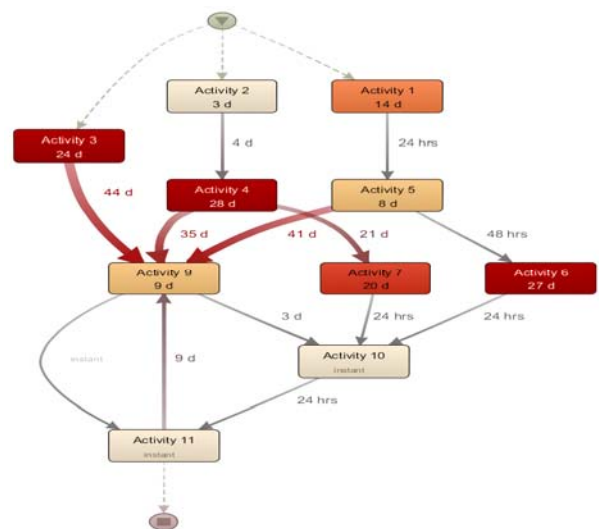 Activity 2
3 d
Activity 1
14 d
Activity 3
24 d
4 d
24 hrs
Activity 4
28 d
Activity 5
8 d
44 d
35 d
41 d
21 d
48 hrs
Activity 9
9 d
Activity 7
20 d
Activity 6
27 d
3 d
24 hrs
24 hrs
instant
9 d
Activity 10
instant
24 hrs
Activity 11
instant